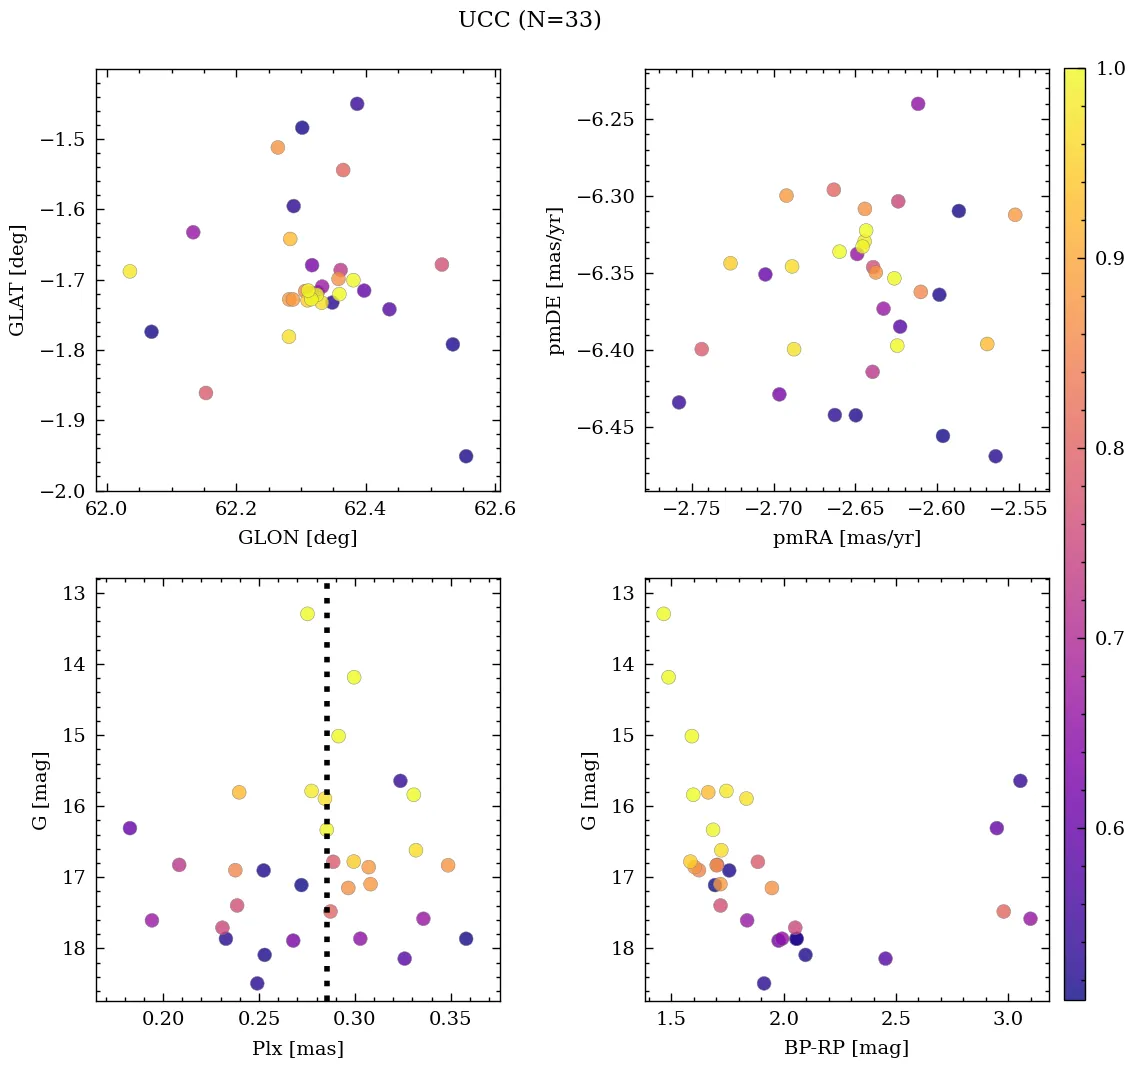 UCC (N=33)
−1.5
−1.6
−1.7
−1.8
−1.9
−2.0
GLAT [deg]
62.0 62.2 62.4 62.6
GLON [deg]
−6.25
−6.30
−6.35
−6.40
−6.45
pmDE [mas/yr]
−2.75 −2.70 −2.65 −2.60 −2.55
pmRA [mas/yr]
1.0
0.9
0.8
0.7
0.6
13
14
15
16
17
18
G [mag]
0.20 0.25 0.30 0.35
Plx [mas]
13
14
15
16
17
18
G [mag]
1.5 2.0 2.5 3.0
BP-RP [mag]